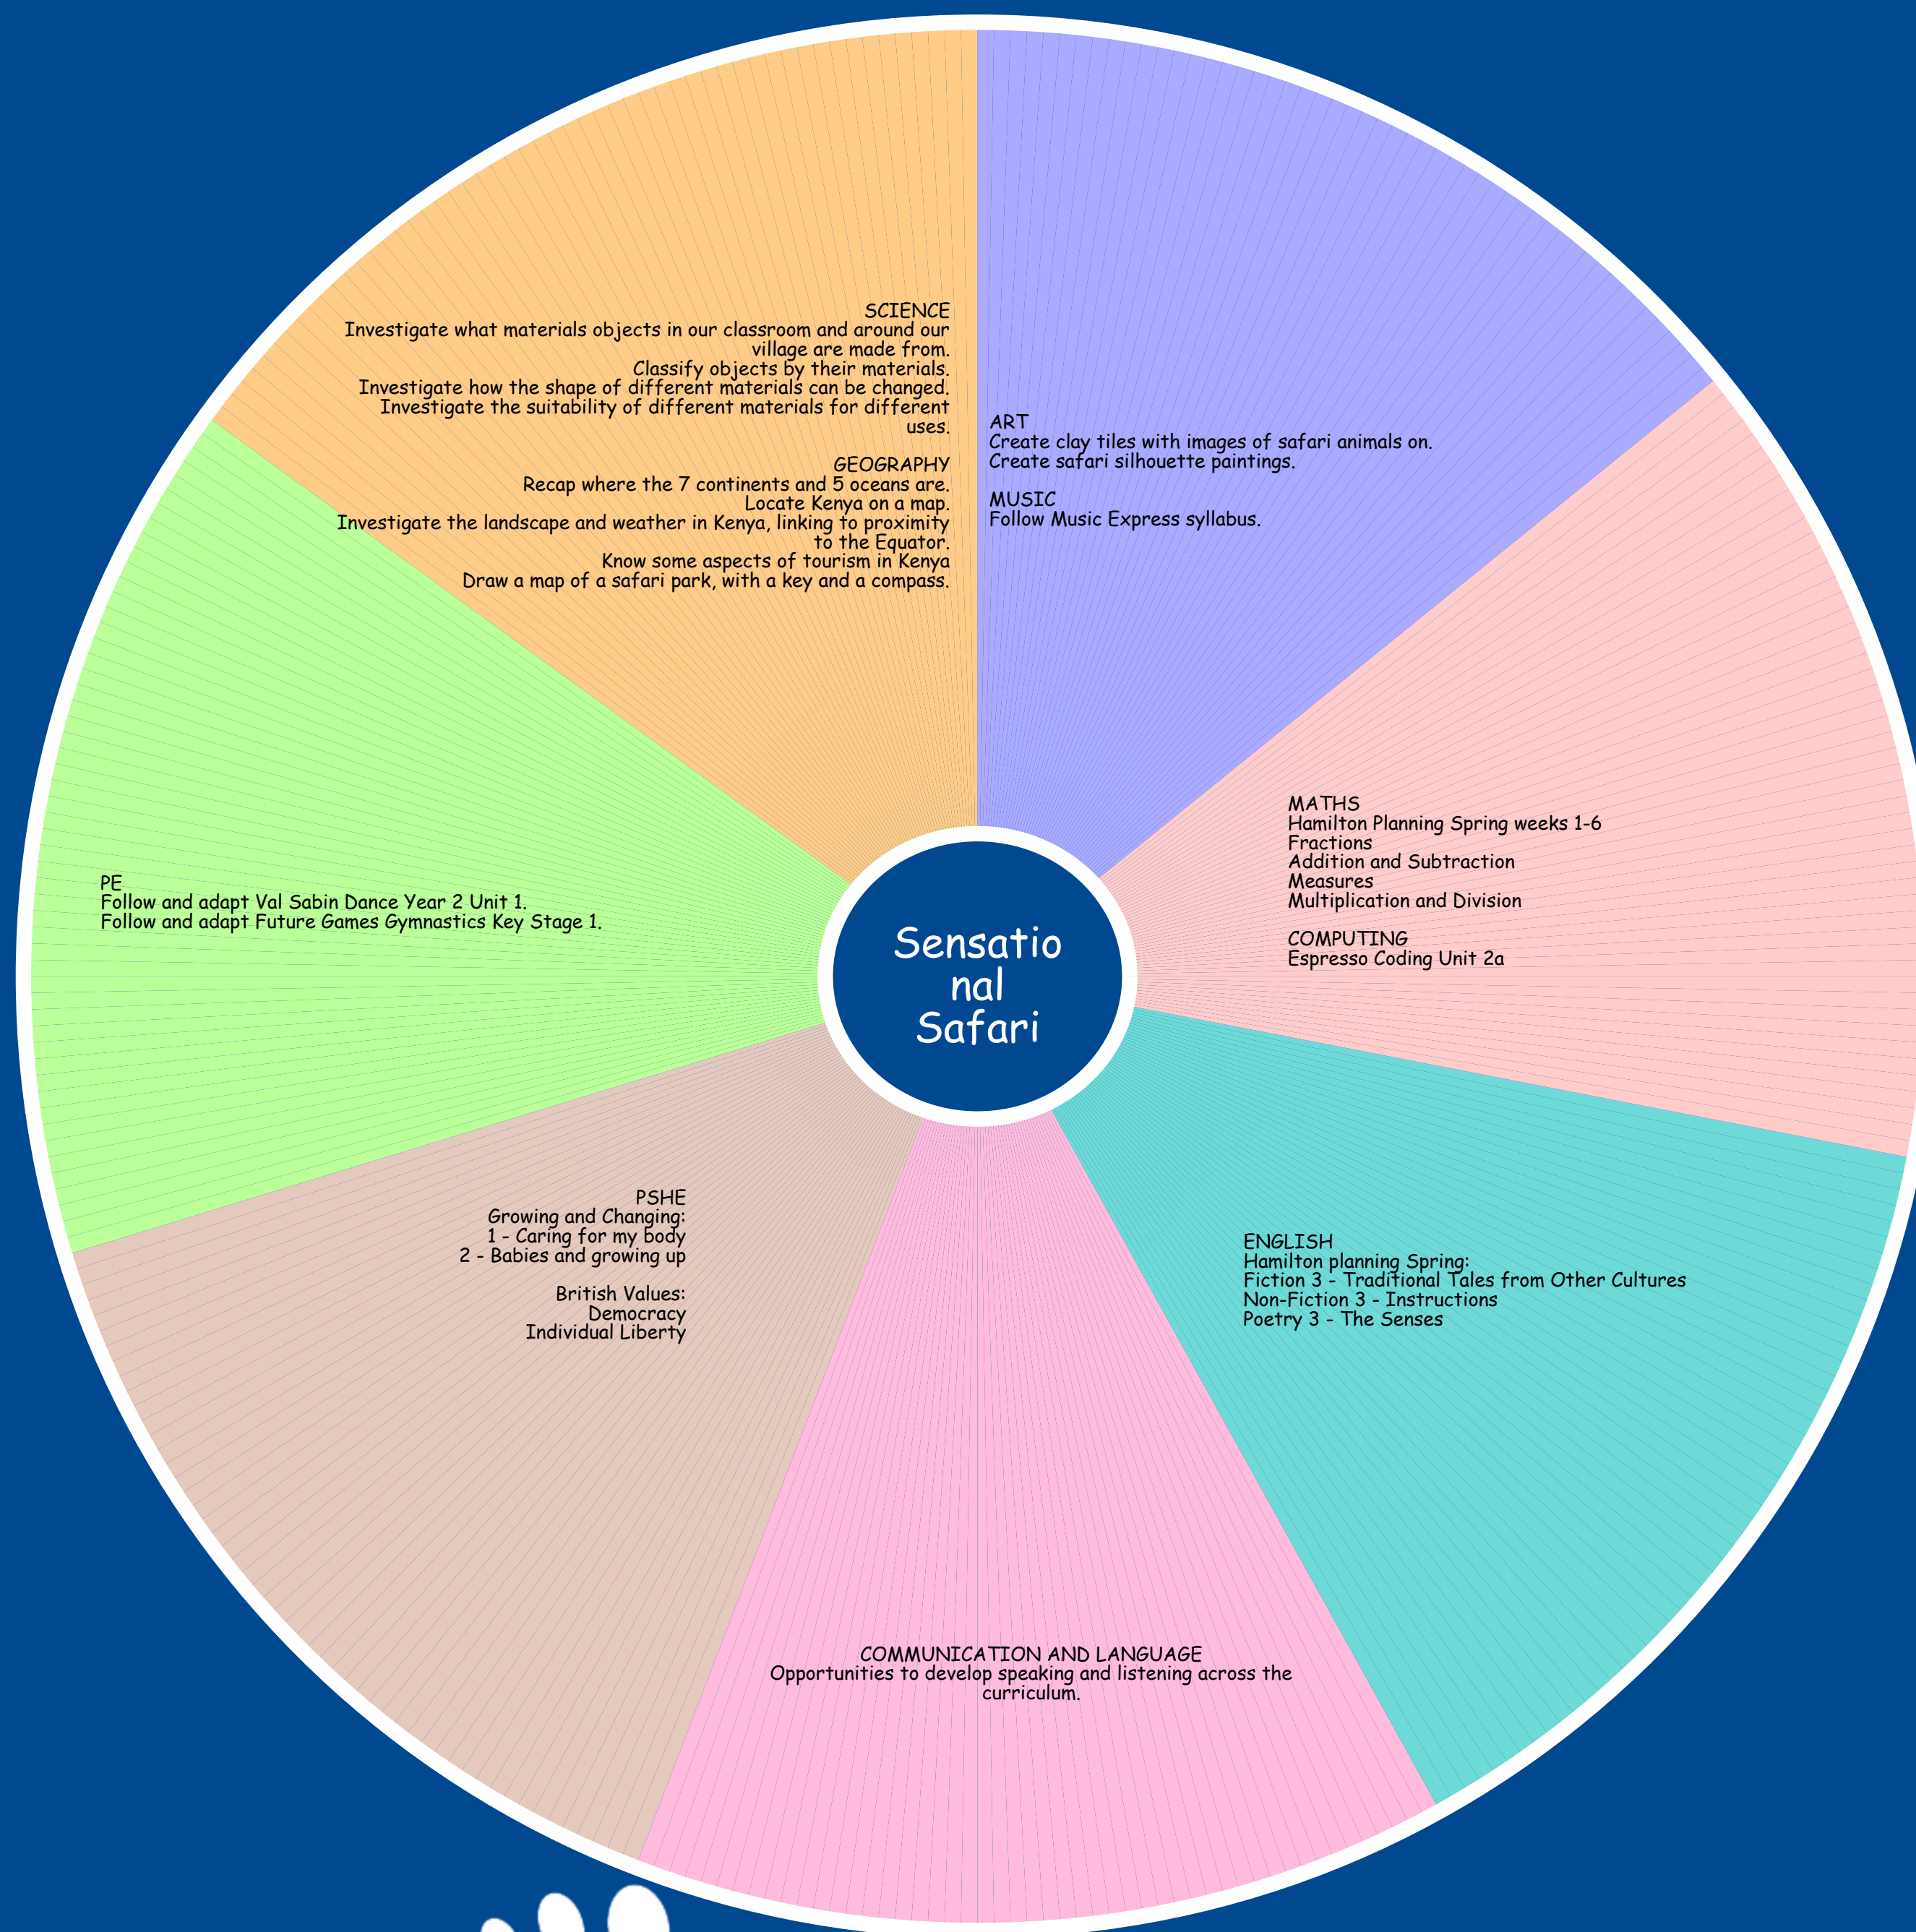 SCIENCE
Investigate what materials objects in our classroom and around our
village are made from.
Classify objects by their materials.
Investigate how the shape of different materials can be changed.
Investigate the suitability of different materials for different
uses.
GEOGRAPHY
Recap where the 7 continents and 5 oceans are.
Locate Kenya on a map.
Investigate the landscape and weather in Kenya, linking to proximity
to the Equator.
Know some aspects of tourism in Kenya
Draw a map of a safari park, with a key and a compass.
ART
Create clay tiles with images of safari animals on.
Create safari silhouette paintings.
MUSIC
Follow Music Express syllabus.
MATHS
Hamilton Planning Spring weeks 1-6
Fractions
Addition and Subtraction
Measures
Multiplication and Division
COMPUTING
Espresso Coding Unit 2a
PE
Follow and adapt Val Sabin Dance Year 2 Unit 1.
Follow and adapt Future Games Gymnastics Key Stage 1.
Sensatio
nal
Safari
PSHE
Growing and Changing:
1 - Caring for my body
2 - Babies and growing up
British Values:
Democracy
Individual Liberty
ENGLISH
Hamilton planning Spring:
Fiction 3 - Traditional Tales from Other Cultures
Non-Fiction 3 - Instructions
Poetry 3 - The Senses
COMMUNICATION AND LANGUAGE
Opportunities to develop speaking and listening across the
curriculum.